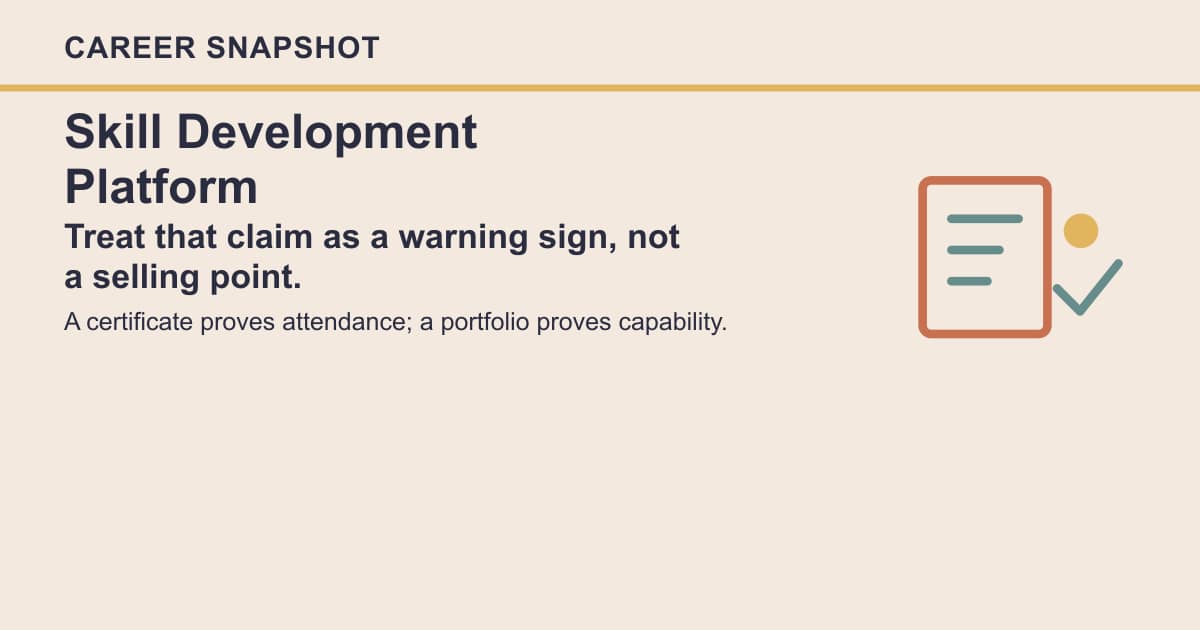 CAREER SNAPSHOT
Skill Development
Platform
Treat that claim as a warning sign, not
a selling point.
A certificate proves attendance; a portfolio proves capability.